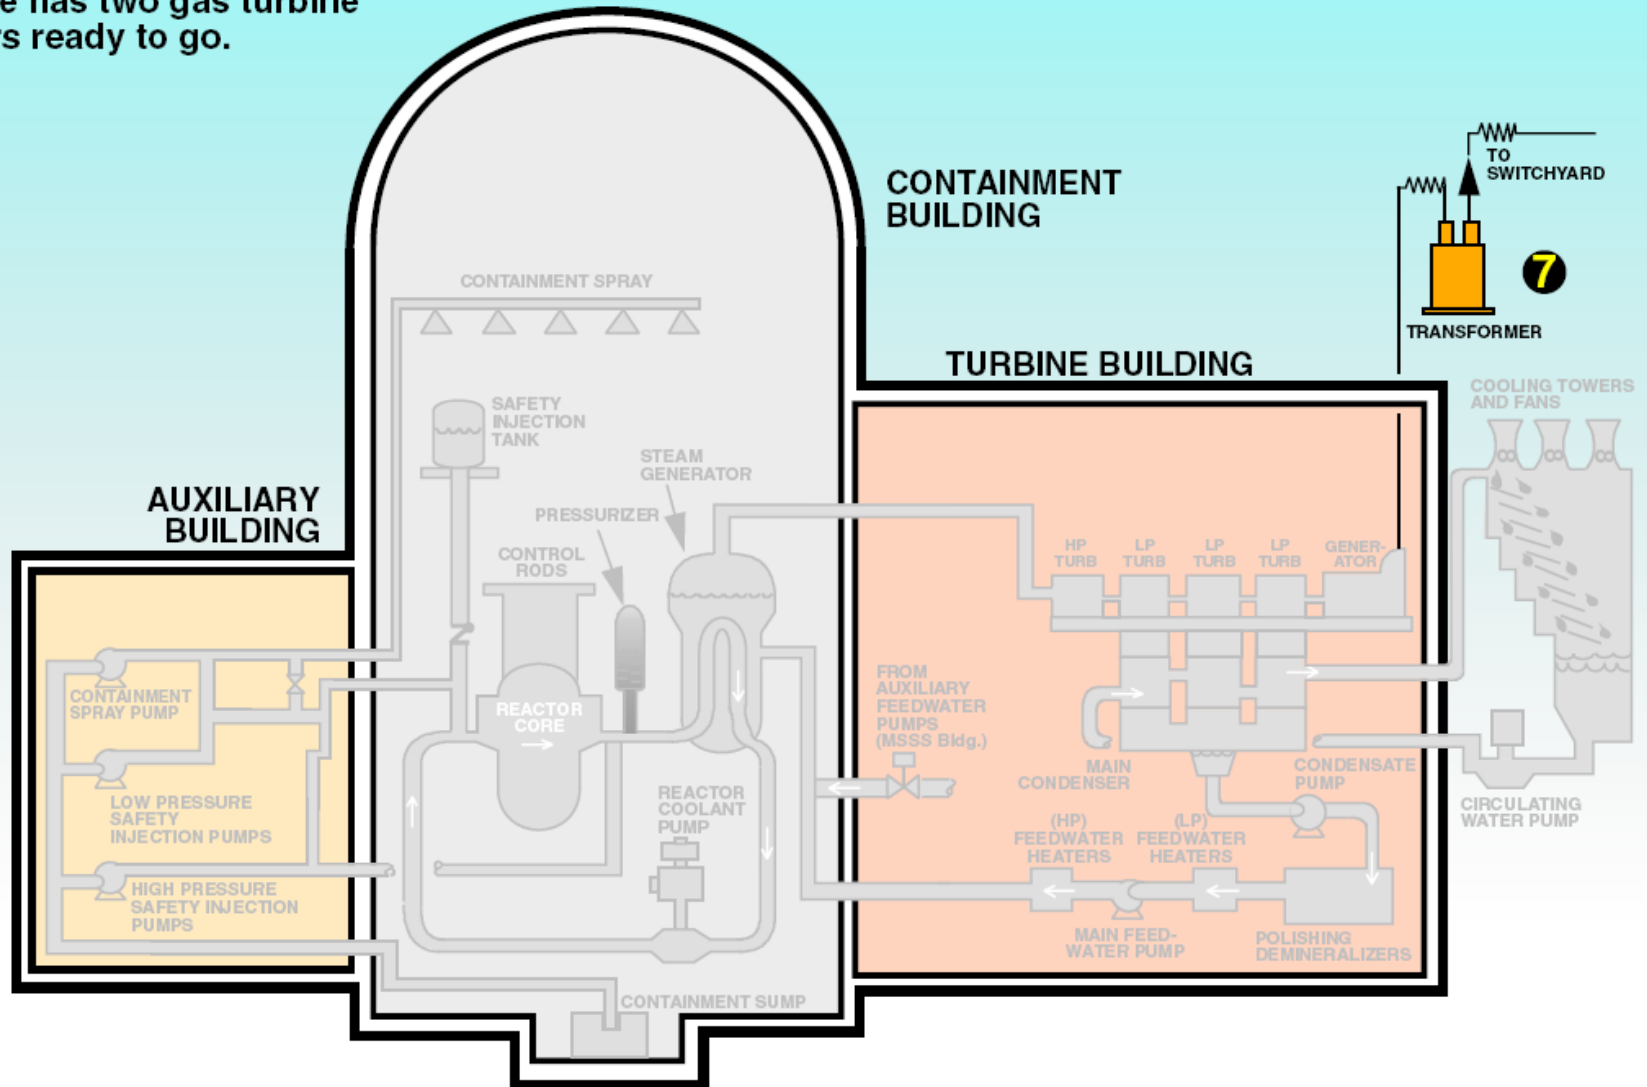 e has two gas turbine
rs ready to go.
CONTAINMENT
BUILDING
TO
SWITCHYARD
7
TRANSFORMER
TURBINE BUILDING
COOLING TOWERS
AND FANS
CONTAINMENT SPRAY
SAFETY
INJECTION
TANK
STEAM
GENERATOR
PRESSURIZER
CONTROL
RODS
AUXILIARY
BUILDING
HP
TURB
LP
TURB
LP
TURB
LP
TURB
GENER-
ATOR
CONTAINMENT
SPRAY PUMP
REACTOR
CORE
FROM
AUXILIARY
FEEDWATER
PUMPS
(MSSS Bldg.)
MAIN
CONDENSER
CONDENSATE
PUMP
LOW PRESSURE
SAFETY
INJECTION PUMPS
REACTOR
COOLANT
PUMP
(HP)
FEEDWATER
HEATERS
(LP)
FEEDWATER
HEATERS
CIRCULATING
WATER PUMP
HIGH PRESSURE
SAFETY INJECTION
PUMPS
MAIN FEED-
WATER PUMP
POLISHING
DEMINERALIZERS
CONTAINMENT SUMP